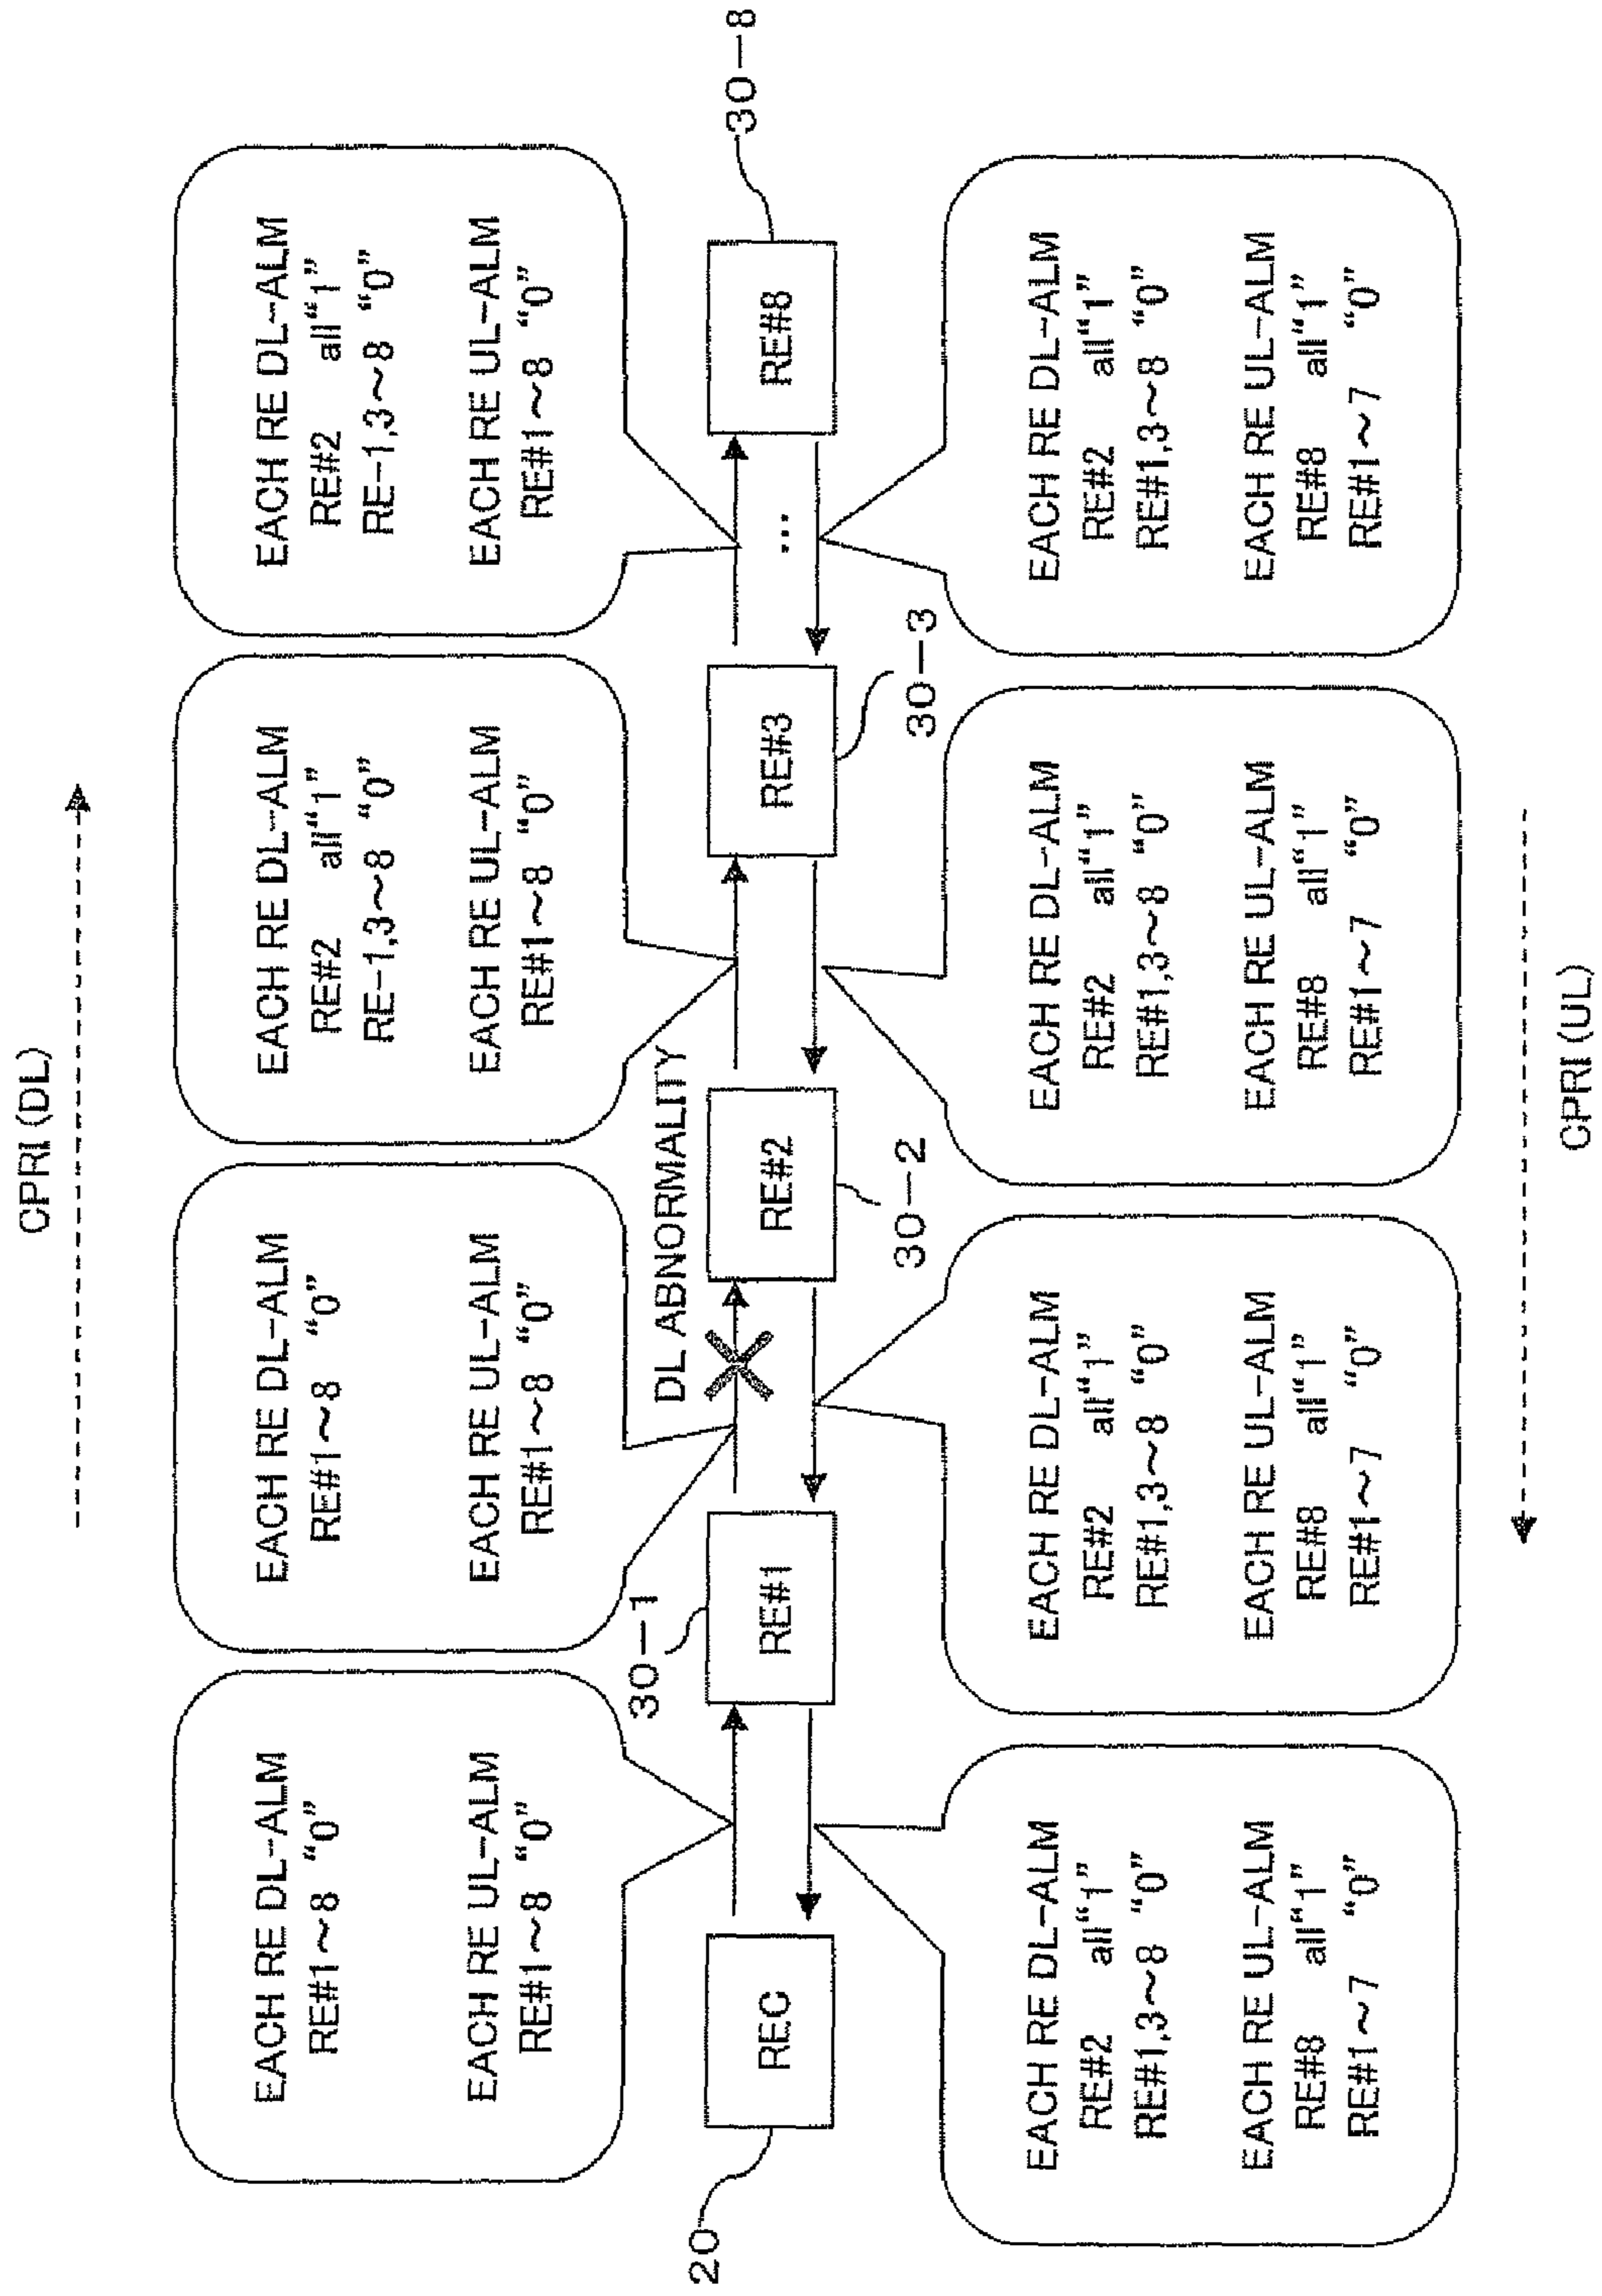 CPRI (DL)
EACH RE DL-ALM
RE#1~8 “0”
EACH RE UL-ALM
RE#1~8 “0”
EACH RE DL-ALM
RE#1~8 “0”
EACH RE UL-ALM
RE#1~8 “0”
EACH RE DL-ALM
RE#2 all“1”
RE-1,3~8 “0”
EACH RE UL-ALM
RE#1~8 “0”
EACH RE DL-ALM
RE#2 all“1”
RE-1,3~8 “0”
EACH RE UL-ALM
RE#1~8 “0”
30-1
DL ABNORMALITY
30-8
20
REC
RE#1
RE#2
RE#3
...
RE#8
30-2
30-3
EACH RE DL-ALM
RE#2 all“1”
RE#1,3~8 “0”
EACH RE UL-ALM
RE#8 all“1”
RE#1~7 “0”
EACH RE DL-ALM
RE#2 all“1”
RE#1,3~8 “0”
EACH RE UL-ALM
RE#8 all“1”
RE#1~7 “0”
EACH RE DL-ALM
RE#2 all“1”
RE#1,3~8 “0”
EACH RE UL-ALM
RE#8 all“1”
RE#1~7 “0”
EACH RE DL-ALM
RE#2 all“1”
RE#1,3~8 “0”
EACH RE UL-ALM
RE#8 all“1”
RE#1~7 “0”
CPRI (UL)